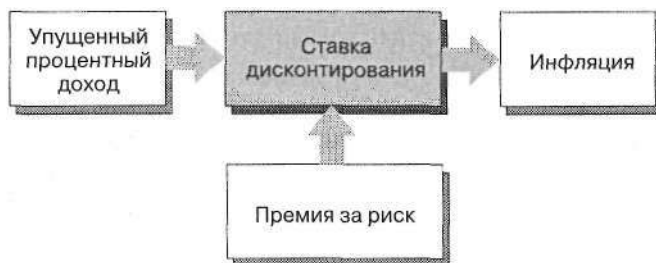 Упущенный
процентный
доход
Ставка
дисконтирования
Инфляция
Премия за риск